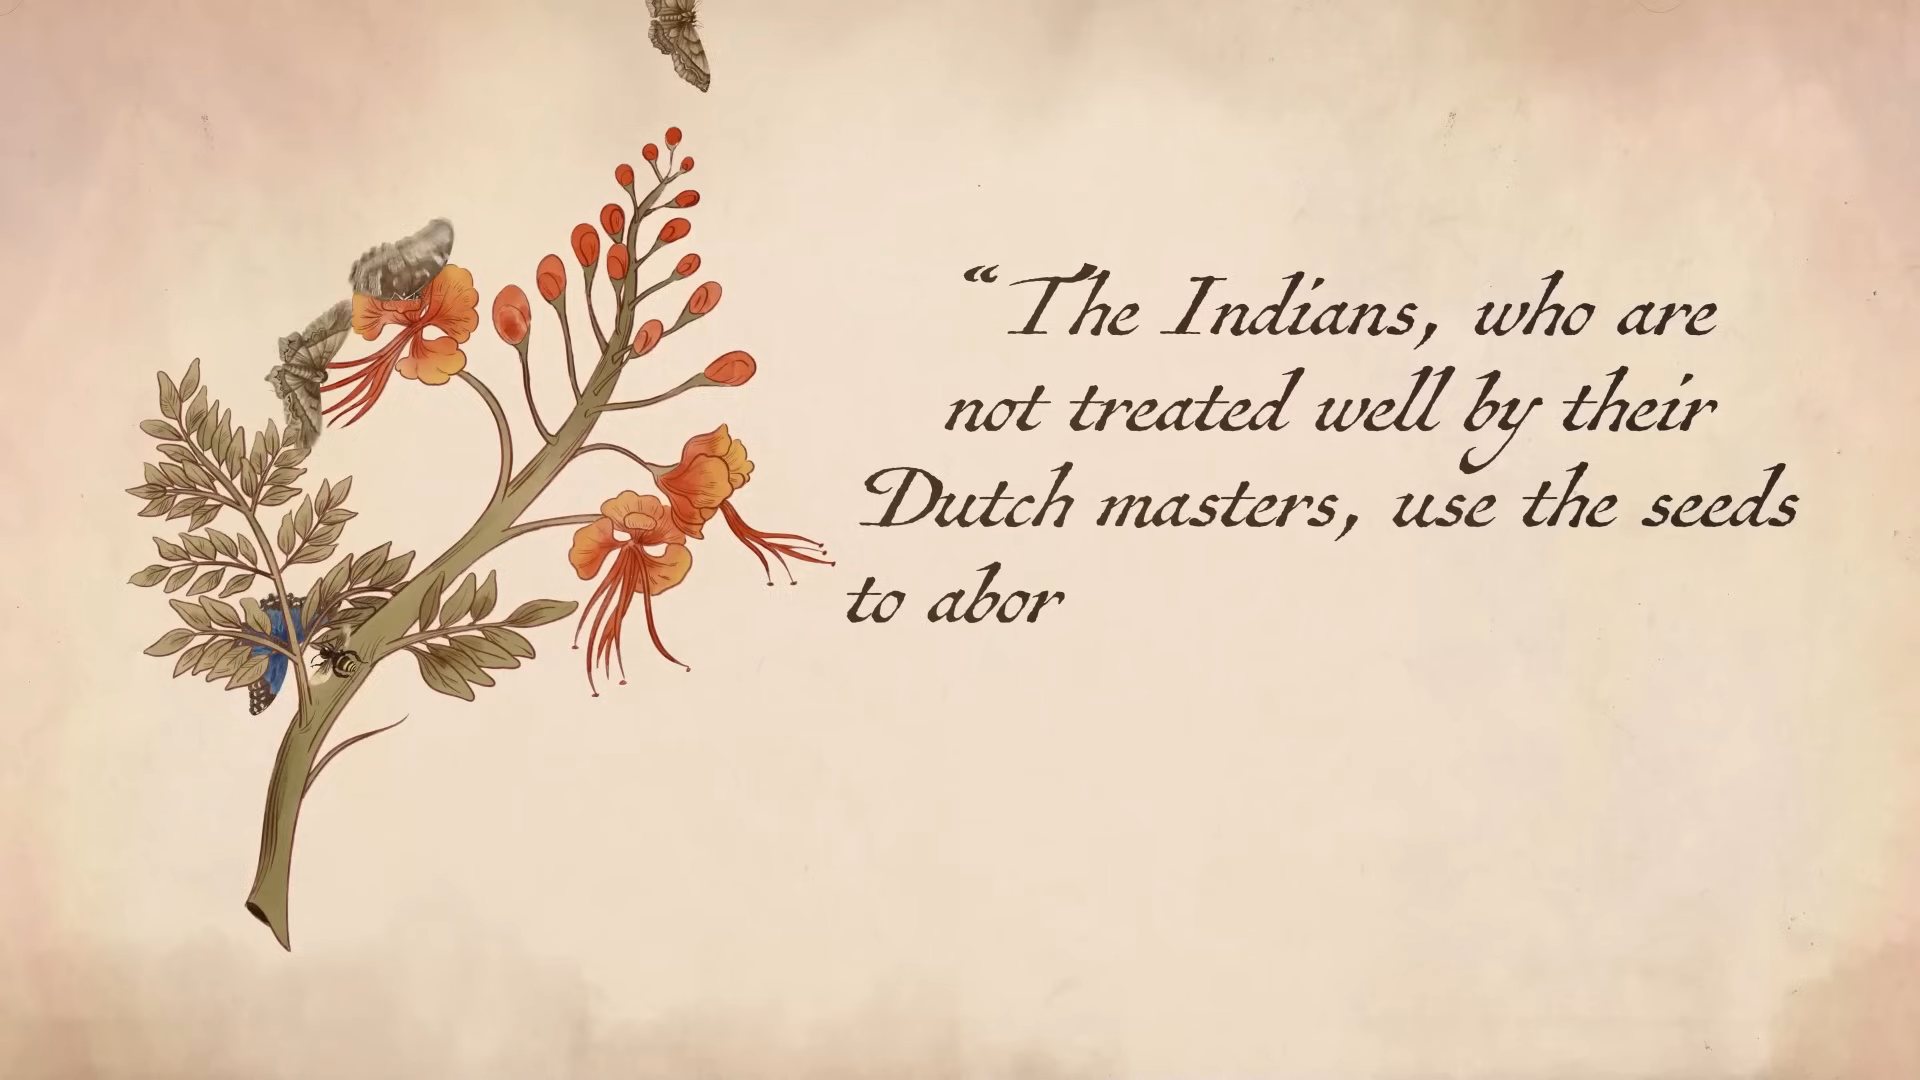 “The Indians, who are
not treated well by their
Dutch masters, use the seeds
to abor